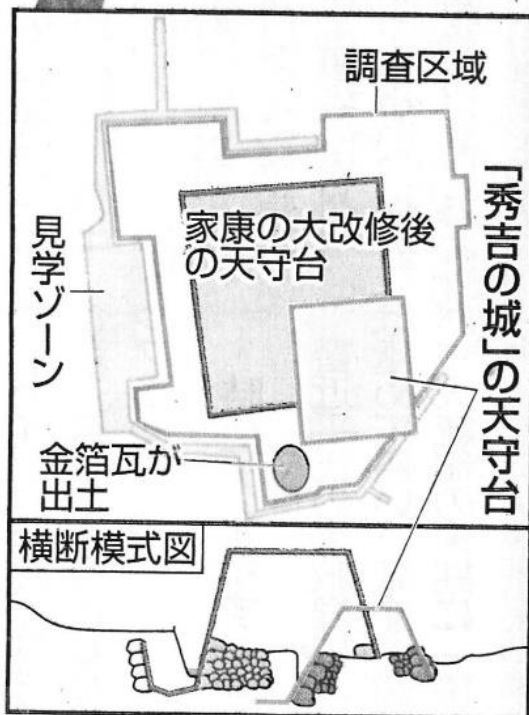 調査区域
「秀吉の城」の天守台
家康の大改修後
の天守台
見学ゾーン
金箔瓦が
出土
横断模式図